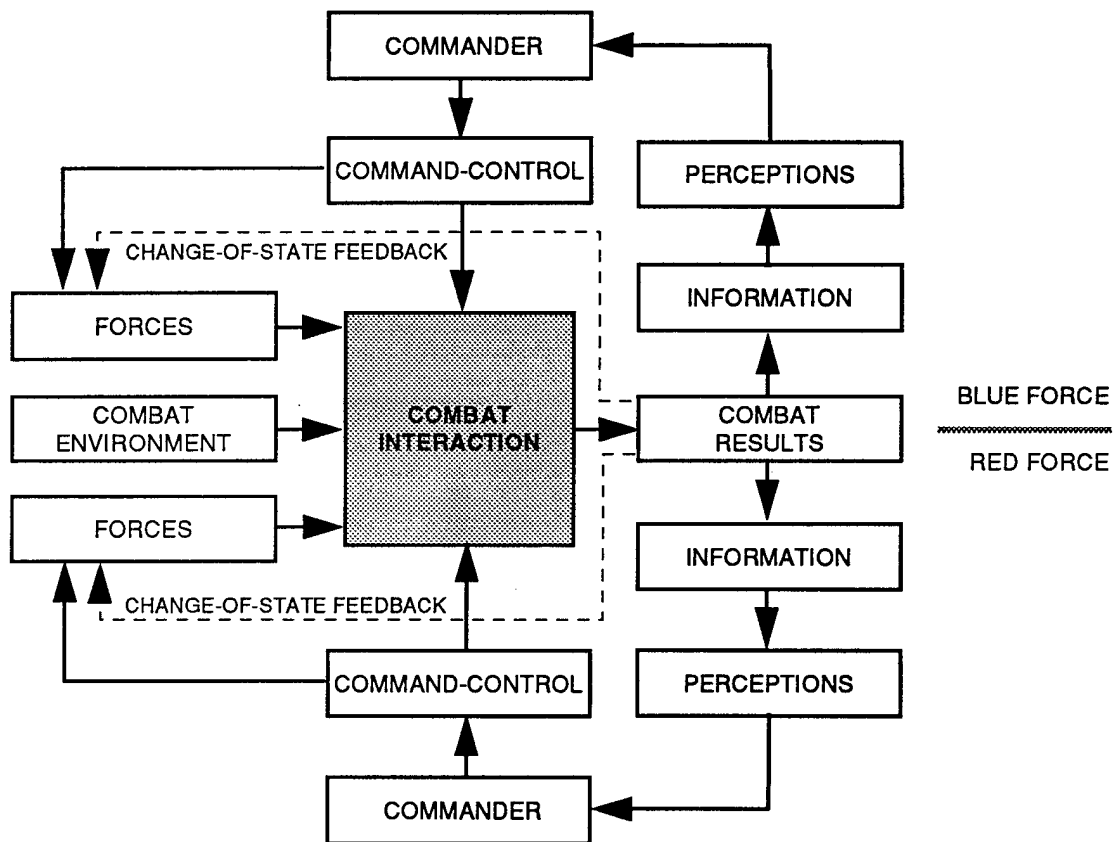 COMMANDER
COMMAND-CONTROL
PERCEPTIONS
CHANGE-OF-STATE FEEDBACK
INFORMATION
FORCES
COMBAT
ENVIRONMENT
COMBAT
INTERACTION
COMBAT
RESULTS
BLUE FORCE
RED FORCE
FORCES
INFORMATION
CHANGE-OF-STATE FEEDBACK
COMMAND-CONTROL
PERCEPTIONS
COMMANDER